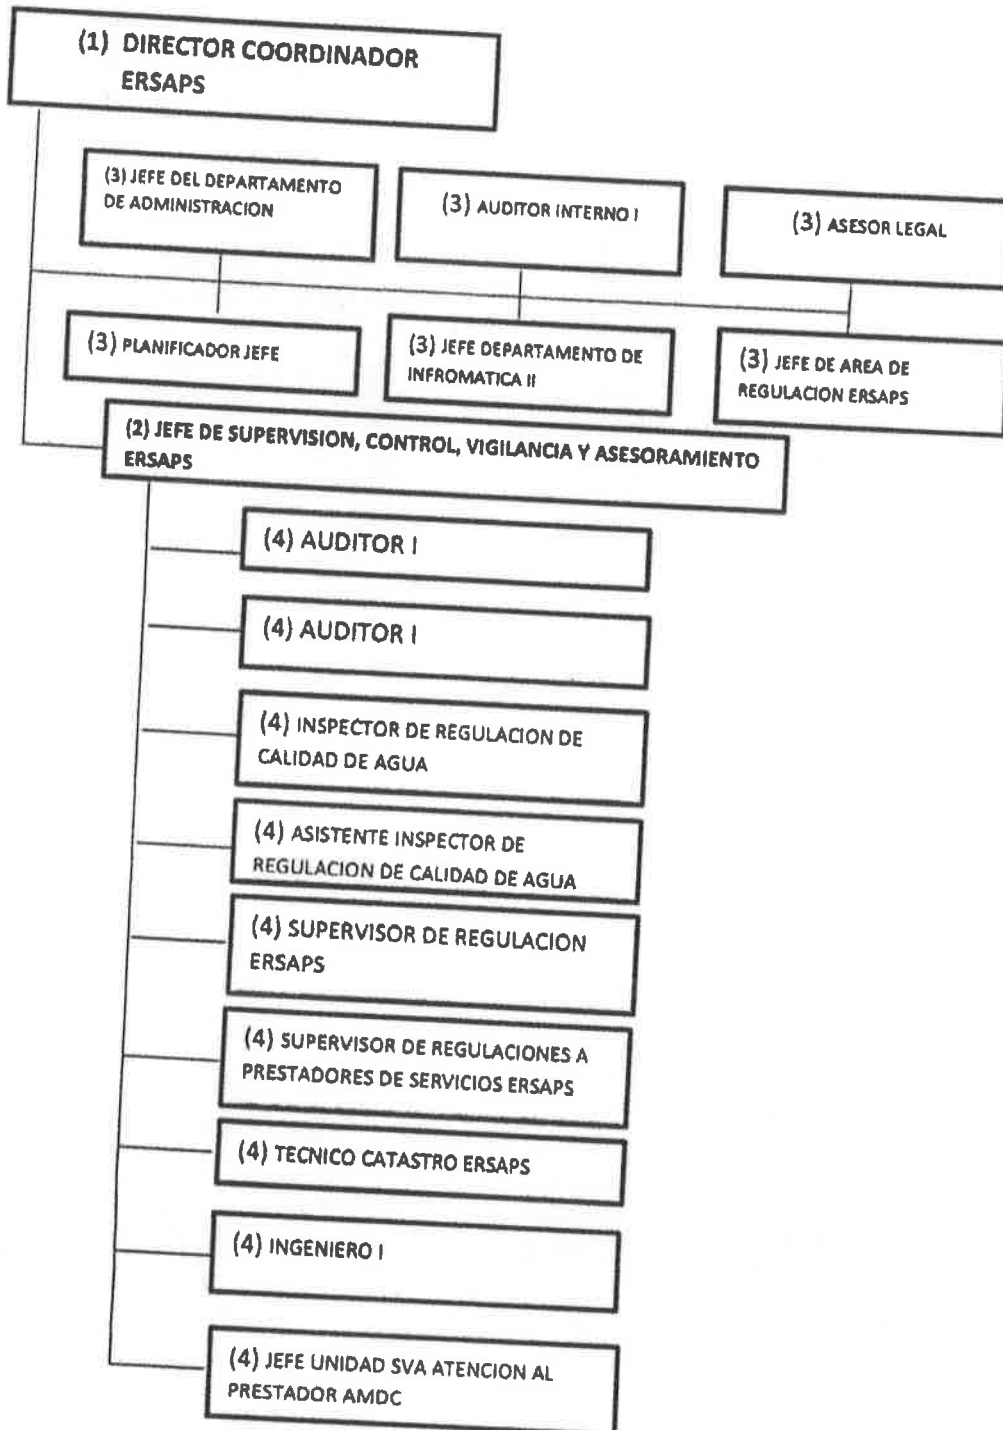 (1) DIRECTOR COORDINADOR
ERSAPS
(3) JEFE DEL DEPARTAMENTO
DE ADMINISTRACION
(3) AUDITOR INTERNO I
(3) ASESOR LEGAL
(3) PLANIFICADOR JEFE
(3) JEFE DEPARTAMENTO DE
INFROMATICA II
(3) JEFE DE AREA DE
REGULACION ERSAPS
(2) JEFE DE SUPERVISION, CONTROL, VIGILANCIA Y ASESORAMIENTO
ERSAPS
(4) AUDITOR I
(4) AUDITOR I
(4) INSPECTOR DE REGULACION DE
CALIDAD DE AGUA
(4) ASISTENTE INSPECTOR DE
REGULACION DE CALIDAD DE AGUA
(4) SUPERVISOR DE REGULACION
ERSAPS
(4) SUPERVISOR DE REGULACIONES A
PRESTADORES DE SERVICIOS ERSAPS
(4) TECNICO CATASTRO ERSAPS
(4) INGENIERO I
(4) JEFE UNIDAD SVA ATENCION AL
PRESTADOR AMDC